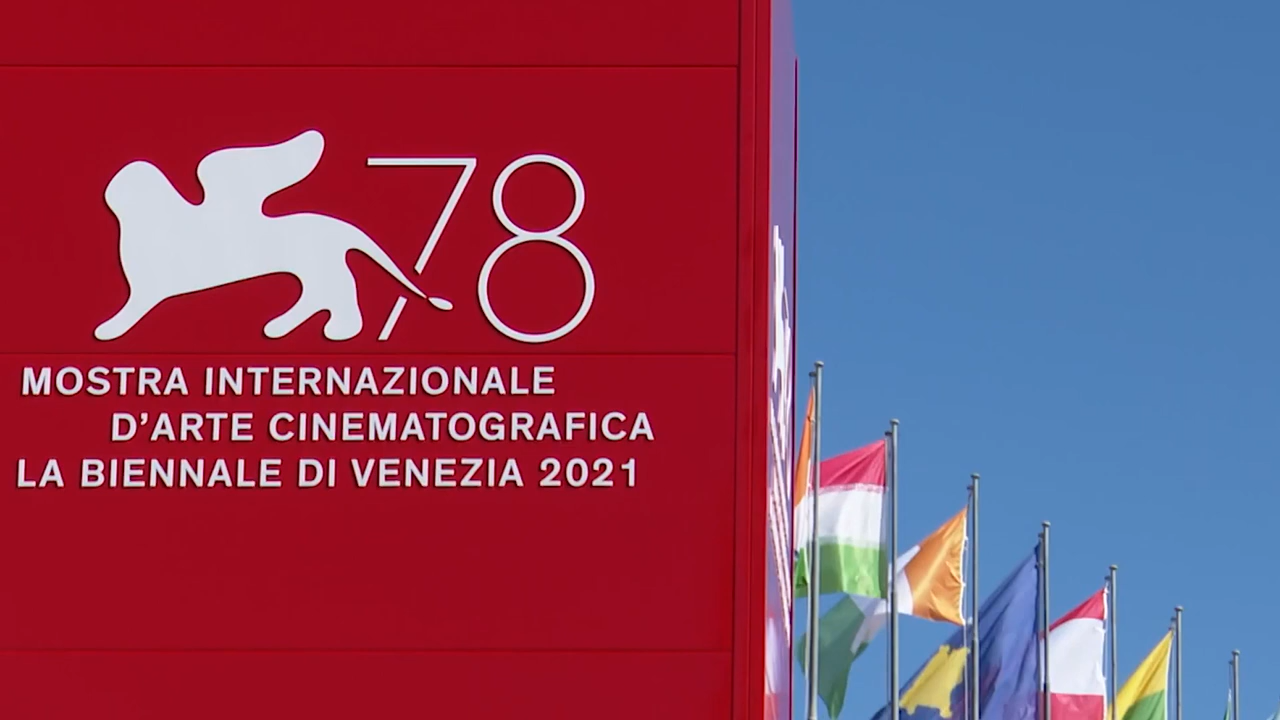 78
MOSTRA INTERNAZIONALE
D’ARTE CINEMATOGRAFICA
LA BIENNALE DI VENEZIA 2021